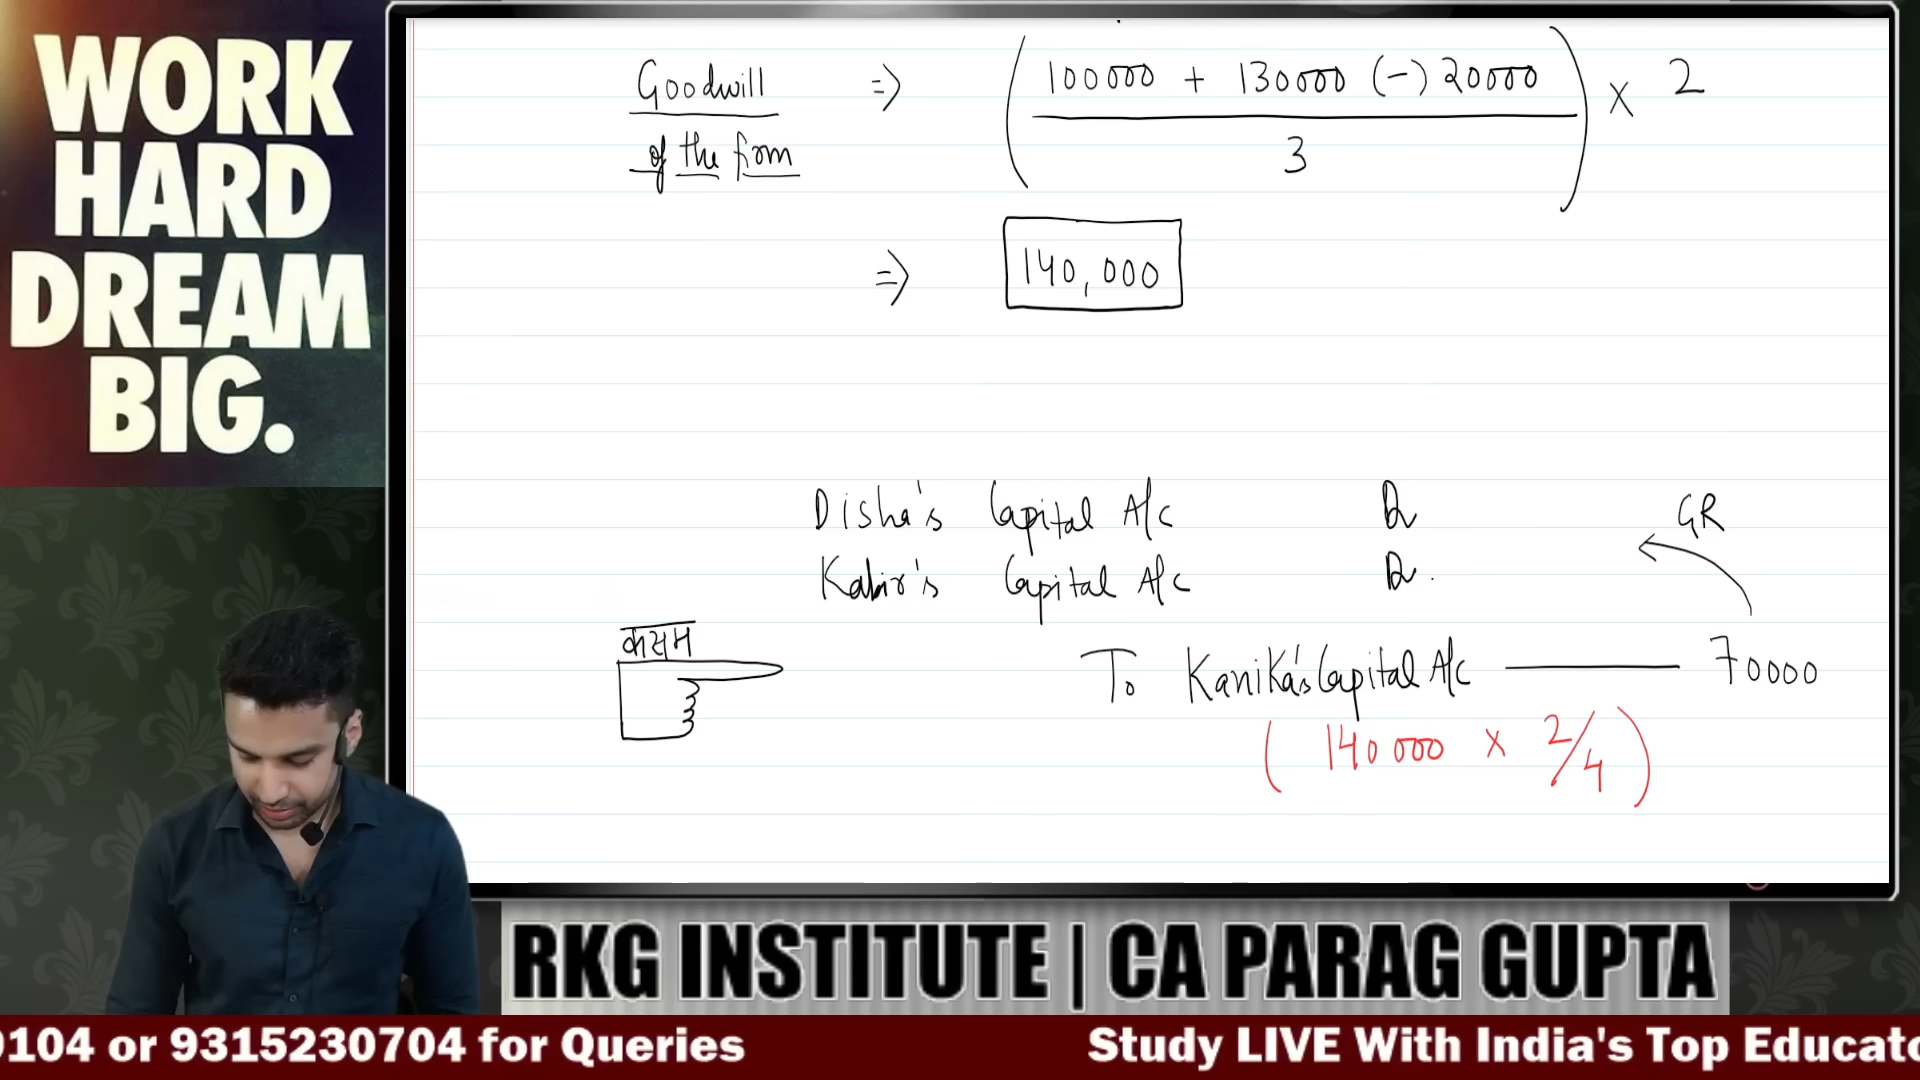 WORK
HARD
DREAM
BIG.
Goodwill => (100000 + 130000 (-) 20000 / 3) x 2
of the firm
=> 140,000
Disha's Capital A/c Dr GR
Kabir's Capital A/c Dr.
कसम
To Kanika's Capital A/c 70000
(140000 x 2/4)
RKG INSTITUTE | CA PARAG GUPTA
9104 or 9315230704 for Queries
Study LIVE With India's Top Educato